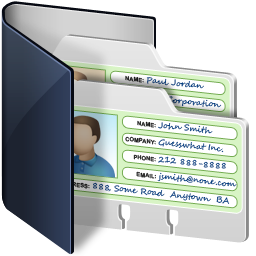 NAME: Paul Jordan
Corporation
NAME: John Smith
COMPANY: Guesswhat Inc.
PHONE: 212 888-8888
EMAIL: jsmith@none.com
888 Some Road Anytown BA